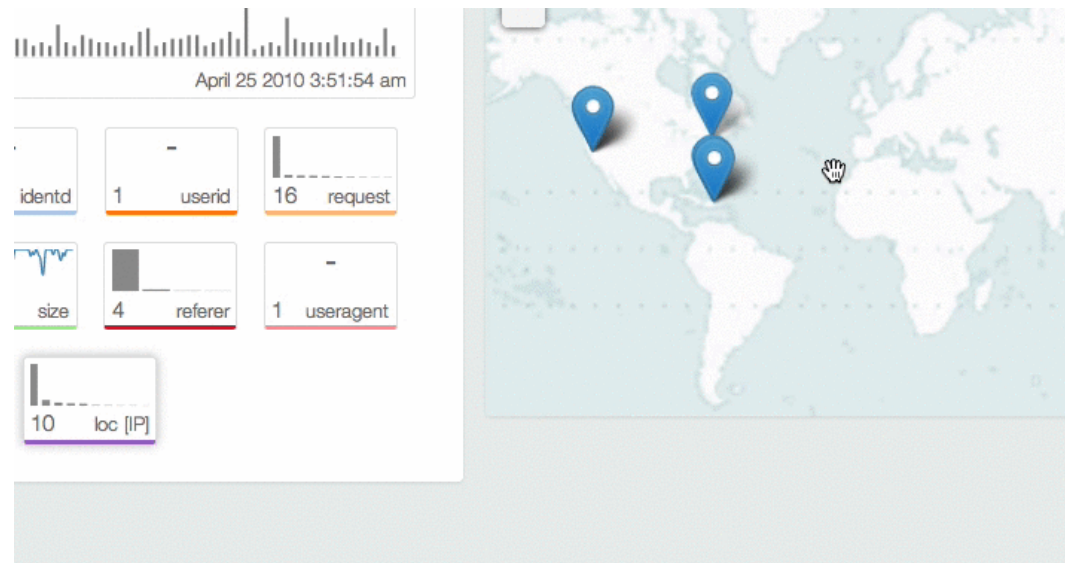 April 25 2010 3:51:54 am
- - 
identd 1 userid 16 request
-
size 4 referer 1 useragent
10 loc [IP]